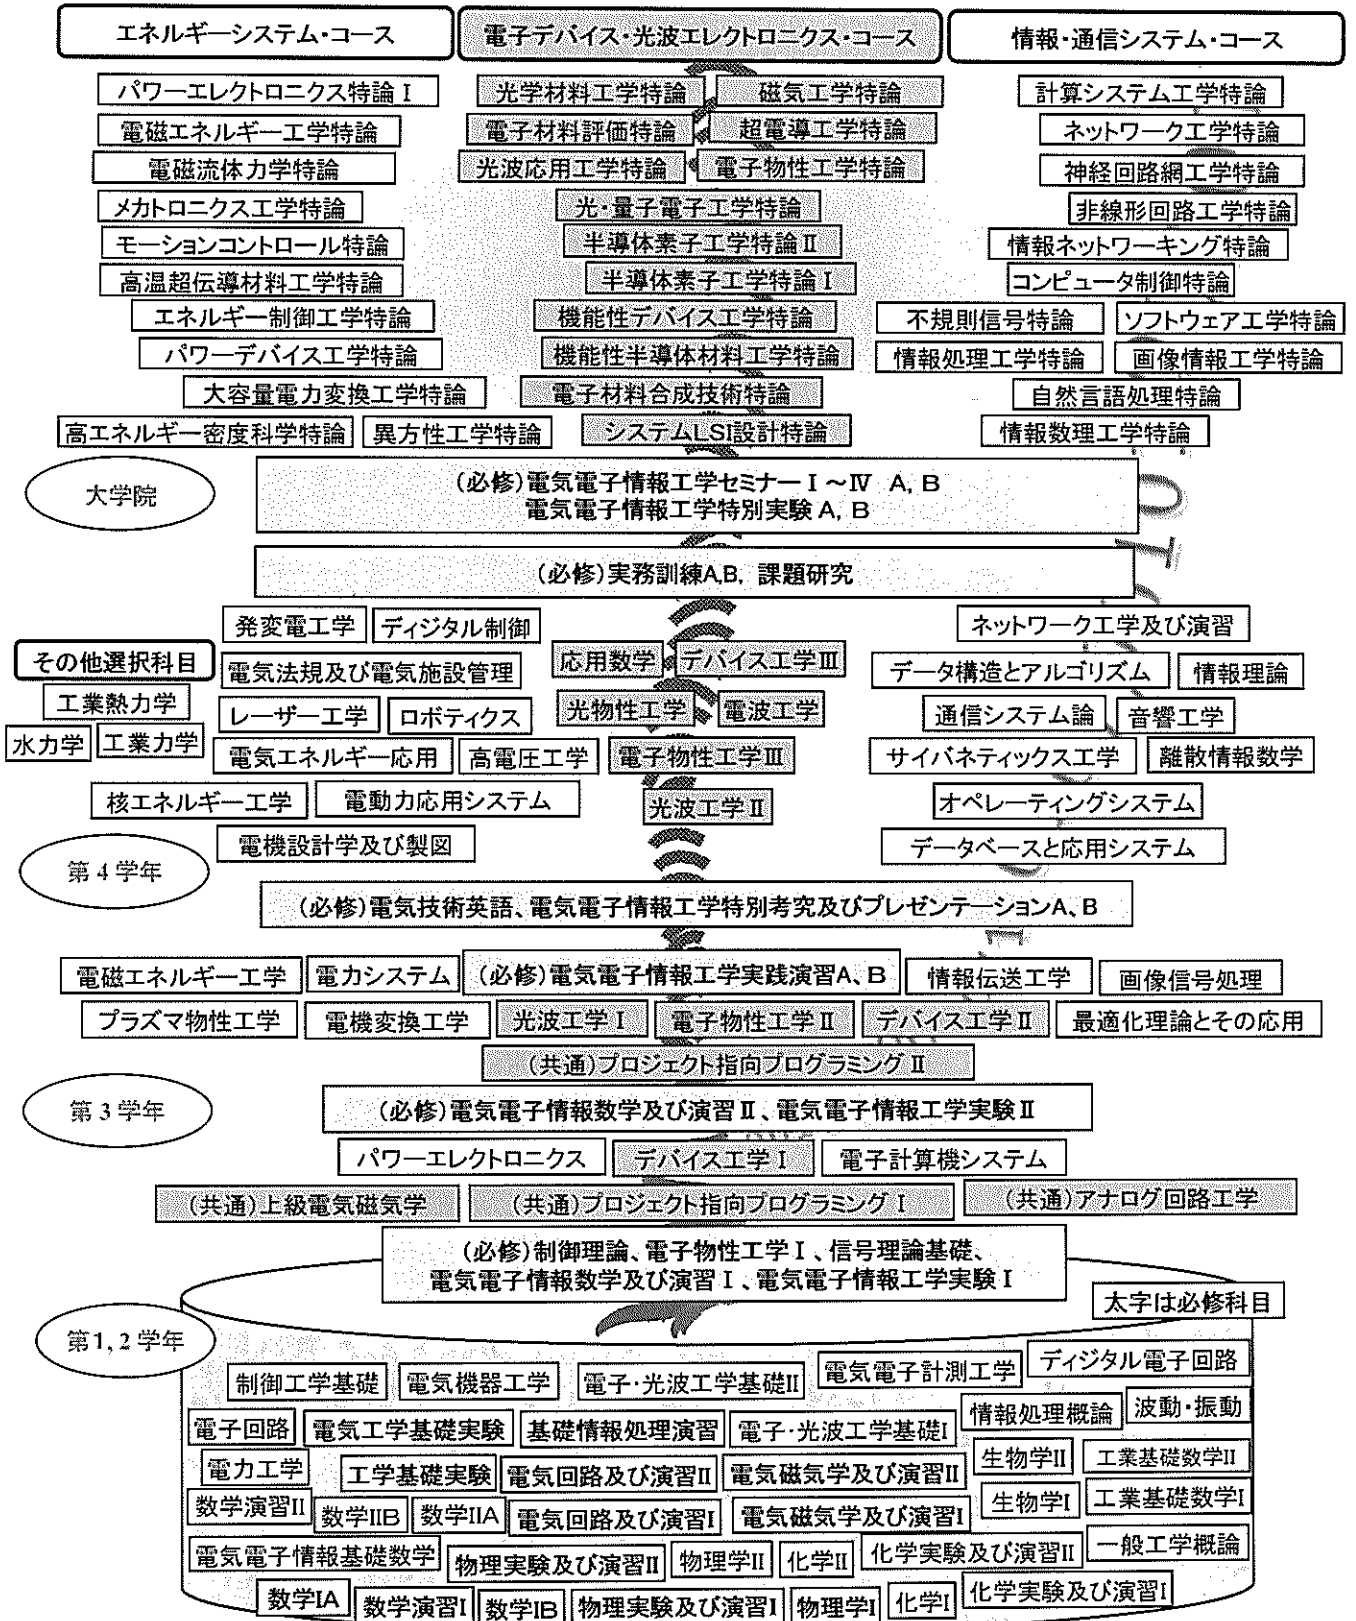 エネルギーシステム・コース
電子デバイス・光波エレクトロニクス・コース
情報・通信システム・コース
パワーエレクトロニクス特論Ⅰ
光学材料工学特論
磁気工学特論
計算システム工学特論
電磁エネルギー工学特論
電子材料評価特論
超電導工学特論
ネットワーク工学特論
電磁流体力学特論
光波応用工学特論
電子物性工学特論
神経回路網工学特論
メカトロニクス工学特論
光・量子電子工学特論
非線形回路工学特論
モーションコントロール特論
半導体素子工学特論Ⅱ
情報ネットワーキング特論
高温超伝導材料工学特論
半導体素子工学特論Ⅰ
コンピュータ制御特論
エネルギー制御工学特論
機能性デバイス工学特論
不規則信号特論
ソフトウェア工学特論
パワーデバイス工学特論
機能性半導体材料工学特論
情報処理工学特論
画像情報工学特論
大容量電力変換工学特論
電子材料合成技術特論
自然言語処理特論
高エネルギー密度科学特論
異方性工学特論
システムLSI設計特論
情報数理工学特論
大学院
(必修)電気電子情報工学セミナーⅠ~Ⅳ A, B
電気電子情報工学特別実験 A, B
(必修)実務訓練A,B, 課題研究
発変電工学
ディジタル制御
ネットワーク工学及び演習
その他選択科目
電気法規及び電気施設管理
応用数学
デバイス工学Ⅲ
データ構造とアルゴリズム
情報理論
工業熱力学
レーザー工学
ロボティクス
光物性工学
電波工学
通信システム論
音響工学
水力学
工業力学
電気エネルギー応用
高電圧工学
電子物性工学Ⅲ
サイバネティックス工学
離散情報数学
核エネルギー工学
電動力応用システム
光波工学Ⅱ
オペレーティングシステム
電機設計学及び製図
データベースと応用システム
第4学年
(必修)電気技術英語、電気電子情報工学特別考究及びプレゼンテーションA、B
電磁エネルギー工学
電力システム
(必修)電気電子情報工学実践演習A、B
情報伝送工学
画像信号処理
プラズマ物性工学
電機変換工学
光波工学Ⅰ
電子物性工学Ⅱ
デバイス工学Ⅱ
最適化理論とその応用
(共通)プロジェクト指向プログラミングⅡ
第3学年
(必修)電気電子情報数学及び演習Ⅱ、電気電子情報工学実験Ⅱ
パワーエレクトロニクス
デバイス工学Ⅰ
電子計算機システム
(共通)上級電気磁気学
(共通)プロジェクト指向プログラミングⅠ
(共通)アナログ回路工学
(必修)制御理論、電子物性工学Ⅰ、信号理論基礎、
電気電子情報数学及び演習Ⅰ、電気電子情報工学実験Ⅰ
太字は必修科目
第1, 2学年
制御工学基礎
電気機器工学
電子・光波工学基礎II
電気電子計測工学
ディジタル電子回路
電子回路
電気工学基礎実験
基礎情報処理演習
電子・光波工学基礎I
情報処理概論
波動・振動
電力工学
工学基礎実験
電気回路及び演習II
電気磁気学及び演習II
生物学II
工業基礎数学II
数学演習II
数学IIB
数学IIA
電気回路及び演習I
電気磁気学及び演習I
生物学I
工業基礎数学I
電気電子情報基礎数学
物理実験及び演習II
物理学II
化学II
化学実験及び演習II
一般工学概論
数学IA
数学演習I
数学IB
物理実験及び演習I
物理学I
化学I
化学実験及び演習I